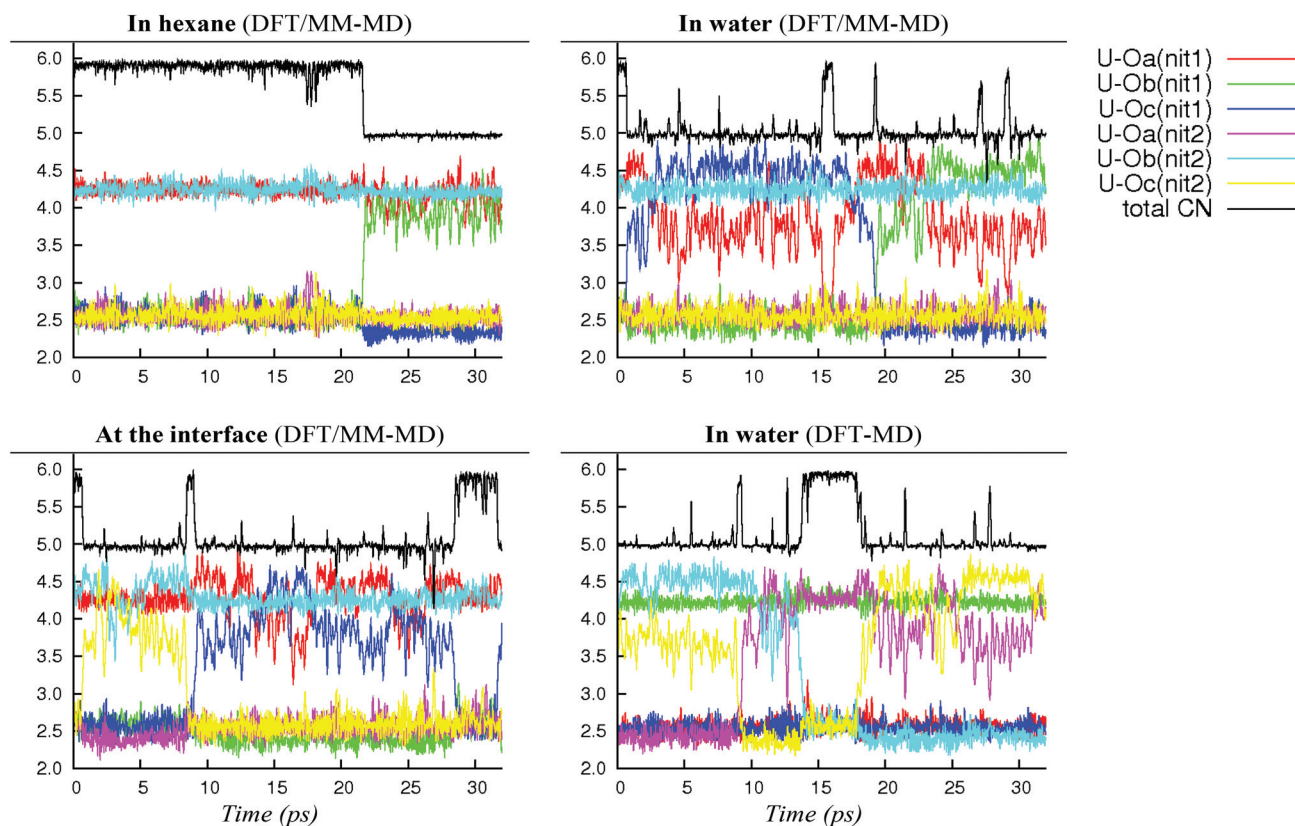 In hexane (DFT/MM-MD)
In water (DFT/MM-MD)
6.0
5.5
5.0
4.5
4.0
3.5
3.0
2.5
2.0
0 5 10 15 20 25 30
6.0
5.5
5.0
4.5
4.0
3.5
3.0
2.5
2.0
0 5 10 15 20 25 30
U-Oa(nit1)
U-Ob(nit1)
U-Oc(nit1)
U-Oa(nit2)
U-Ob(nit2)
U-Oc(nit2)
total CN
At the interface (DFT/MM-MD)
In water (DFT-MD)
6.0
5.5
5.0
4.5
4.0
3.5
3.0
2.5
2.0
0 5 10 15 20 25 30
Time (ps)
6.0
5.5
5.0
4.5
4.0
3.5
3.0
2.5
2.0
0 5 10 15 20 25 30
Time (ps)